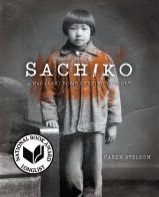 SACHIKO
A NAGASAKI BOMB SURVIVOR'S STORY
NATIONAL BOOK AWARD
LONGLIST
CAREN STELSON